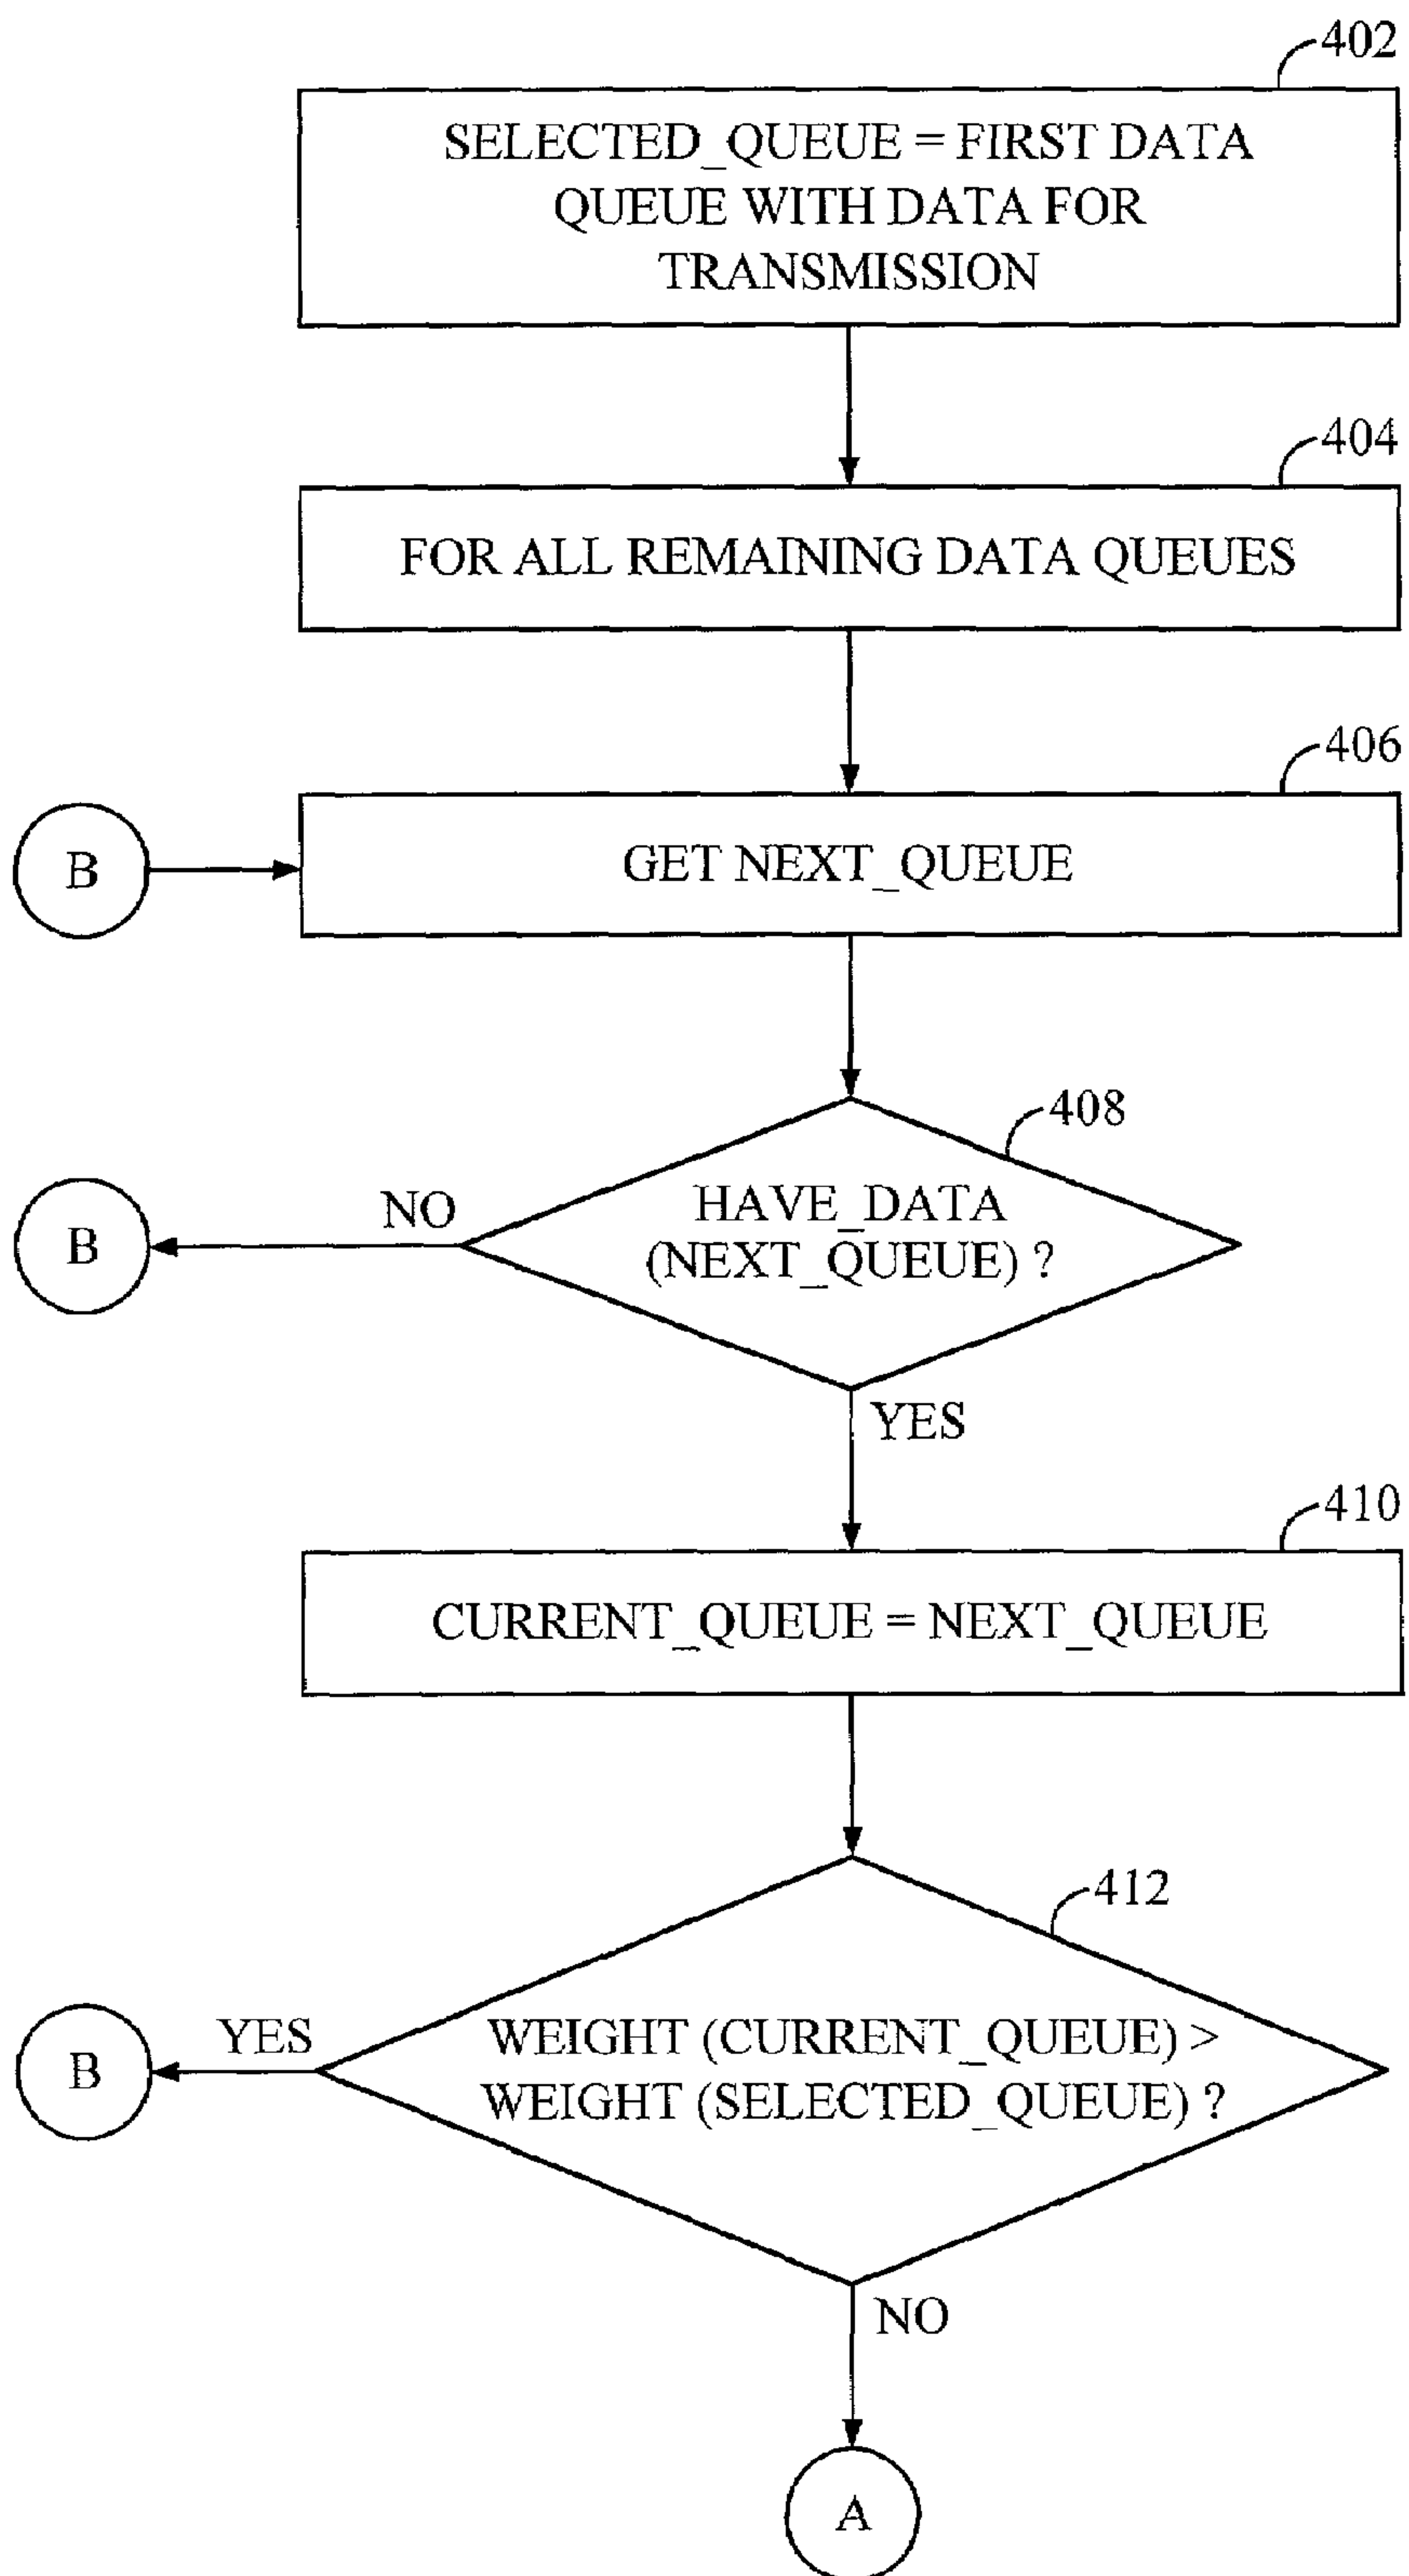 402
SELECTED_QUEUE = FIRST DATA
QUEUE WITH DATA FOR
TRANSMISSION
404
FOR ALL REMAINING DATA QUEUES
406
B
GET NEXT_QUEUE
408
B
NO
HAVE_DATA
(NEXT_QUEUE) ?
YES
410
CURRENT_QUEUE = NEXT_QUEUE
412
B
YES
WEIGHT (CURRENT_QUEUE) >
WEIGHT (SELECTED_QUEUE) ?
NO
A